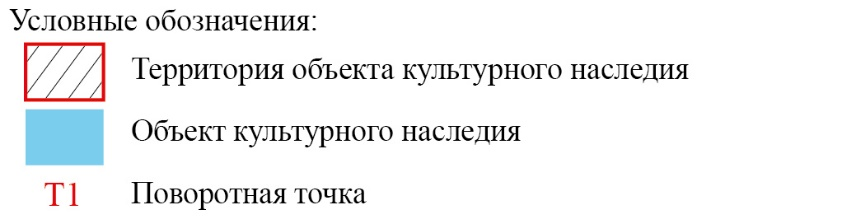 Условные обозначения:
Территория объекта культурного наследия
Объект культурного наследия
Т1 Поворотная точка